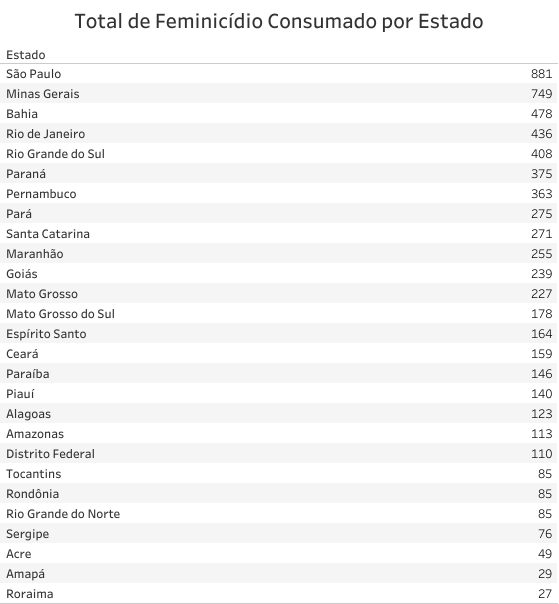 Total de Feminicídio Consumado por Estado
Estado
São Paulo 881
Minas Gerais 749
Bahia 478
Rio de Janeiro 436
Rio Grande do Sul 408
Paraná 375
Pernambuco 363
Pará 275
Santa Catarina 271
Maranhão 255
Goiás 239
Mato Grosso 227
Mato Grosso do Sul 178
Espírito Santo 164
Ceará 159
Paraíba 146
Piauí 140
Alagoas 123
Amazonas 113
Distrito Federal 110
Tocantins 85
Rondônia 85
Rio Grande do Norte 85
Sergipe 76
Acre 49
Amapá 29
Roraima 27